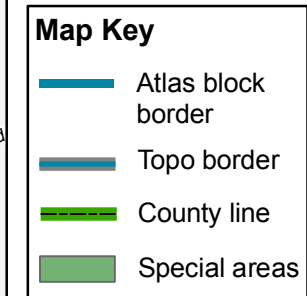 Map Key
Atlas block
border
Topo border
County line
Special areas